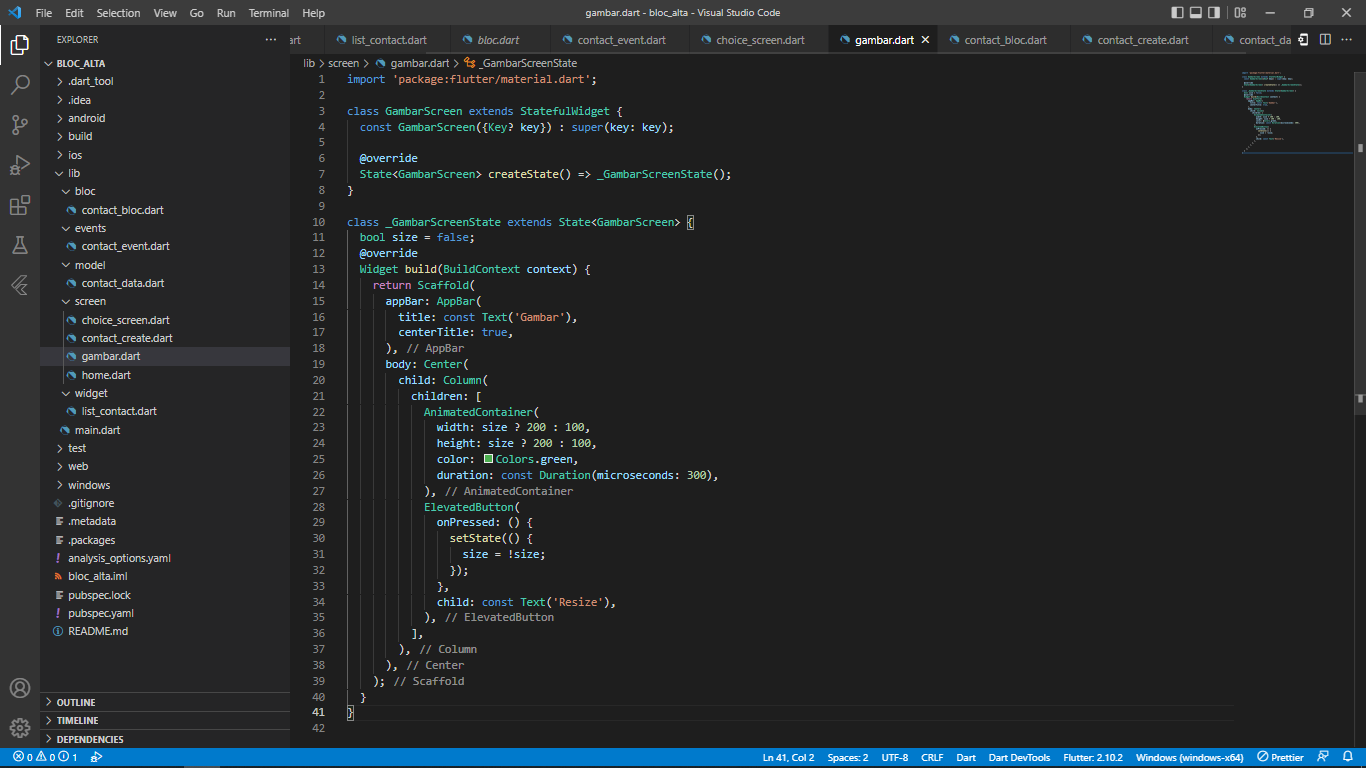 File Edit Selection View Go Run Terminal Help
gambar.dart - bloc_alta - Visual Studio Code
EXPLORER
BLOC_ALTA
.dart_tool
.idea
android
build
ios
lib
bloc
contact_bloc.dart
events
contact_event.dart
model
contact_data.dart
screen
choice_screen.dart
contact_create.dart
gambar.dart
home.dart
widget
list_contact.dart
main.dart
test
web
windows
.gitignore
.metadata
.packages
analysis_options.yaml
bloc_alta.iml
pubspec.lock
pubspec.yaml
README.md
OUTLINE
TIMELINE
DEPENDENCIES
art list_contact.dart bloc.dart contact_event.dart choice_screen.dart gambar.dart contact_bloc.dart contact_create.dart contact_da
lib > screen > gambar.dart > _GambarScreenState
1 import 'package:flutter/material.dart';
2
3 class GambarScreen extends StatefulWidget {
4 const GambarScreen({Key? key}) : super(key: key);
5
6 @override
7 State<GambarScreen> createState() => _GambarScreenState();
8 }
9
10 class _GambarScreenState extends State<GambarScreen> {
11 bool size = false;
12 @override
13 Widget build(BuildContext context) {
14 return Scaffold(
15 appBar: AppBar(
16 title: const Text('Gambar'),
17 centerTitle: true,
18 ), // AppBar
19 body: Center(
20 child: Column(
21 children: [
22 AnimatedContainer(
23 width: size ? 200 : 100,
24 height: size ? 200 : 100,
25 color: Colors.green,
26 duration: const Duration(microseconds: 300),
27 ), // AnimatedContainer
28 ElevatedButton(
29 onPressed: () {
30 setState(() {
31 size = !size;
32 });
33 },
34 child: const Text('Resize'),
35 ), // ElevatedButton
36 ],
37 ), // Column
38 ), // Center
39 ); // Scaffold
40 }
41 }
42
0 0 1 Ln 41, Col 2 Spaces: 2 UTF-8 CRLF Dart Dart DevTools Flutter: 2.10.2 Windows (windows-x64) Prettier